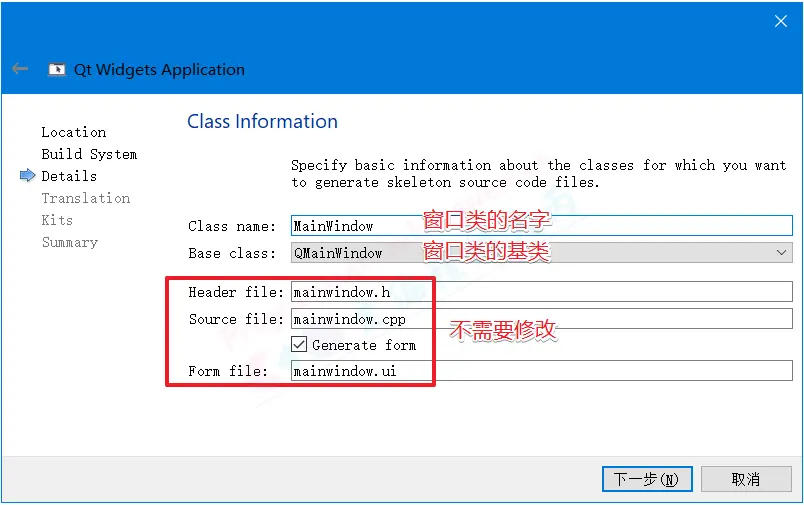 Qt Widgets Application
Location
Build System
Details
Translation
Kits
Summary
Class Information
Specify basic information about the classes for which you want
to generate skeleton source code files.
Class name: MainWindow 窗口类的名字
Base class: QMainWindow 窗口类的基类
Header file: mainwindow.h
Source file: mainwindow.cpp
不需要修改
Generate form
Form file: mainwindow.ui
下一步(N) 取消